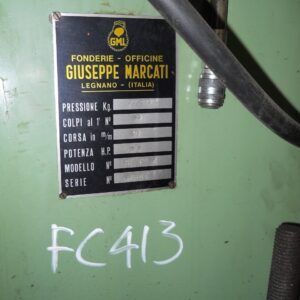 GML
FONDERIE - OFFICINE
GIUSEPPE MARCATI
LEGNANO - (ITALIA)
PRESSIONE Kg.
COLPI al 1' N°
CORSA in m/m
POTENZA H.P.
MODELLO N°
SERIE N°
FC413